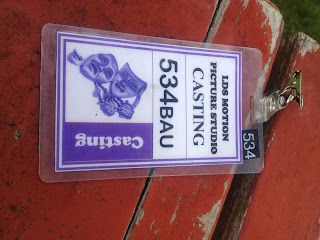 LDS MOTION
PICTURE STUDIO
CASTING
534BAU
Casting
534